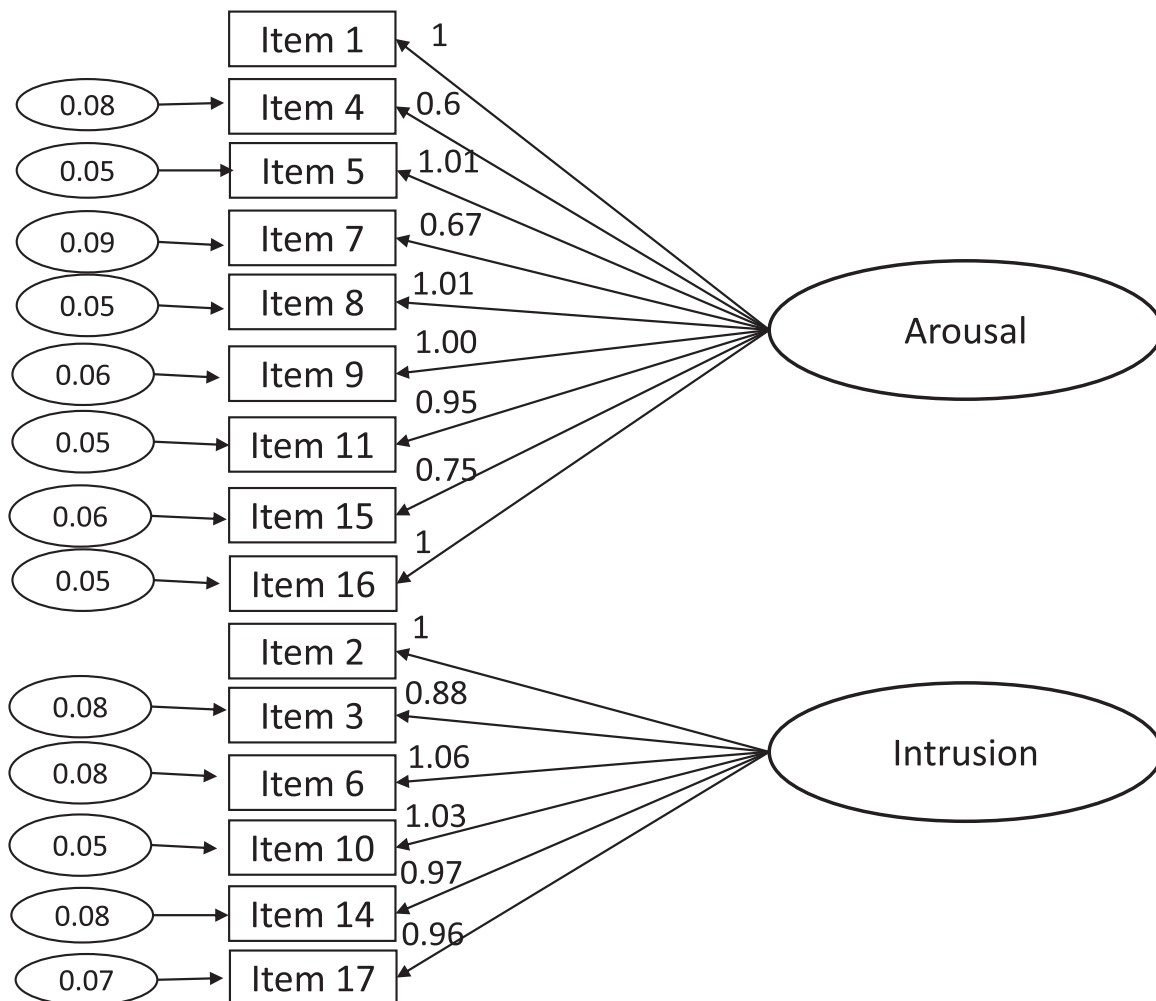 Item 1
1
0.08
Item 4
0.6
0.05
Item 5
1.01
0.09
Item 7
0.67
0.05
Item 8
1.01
0.06
Item 9
1.00
0.05
Item 11
0.95
0.06
Item 15
0.75
0.05
Item 16
1
Arousal
Item 2
1
0.08
Item 3
0.88
0.08
Item 6
1.06
0.05
Item 10
1.03
0.08
Item 14
0.97
0.07
Item 17
0.96
Intrusion